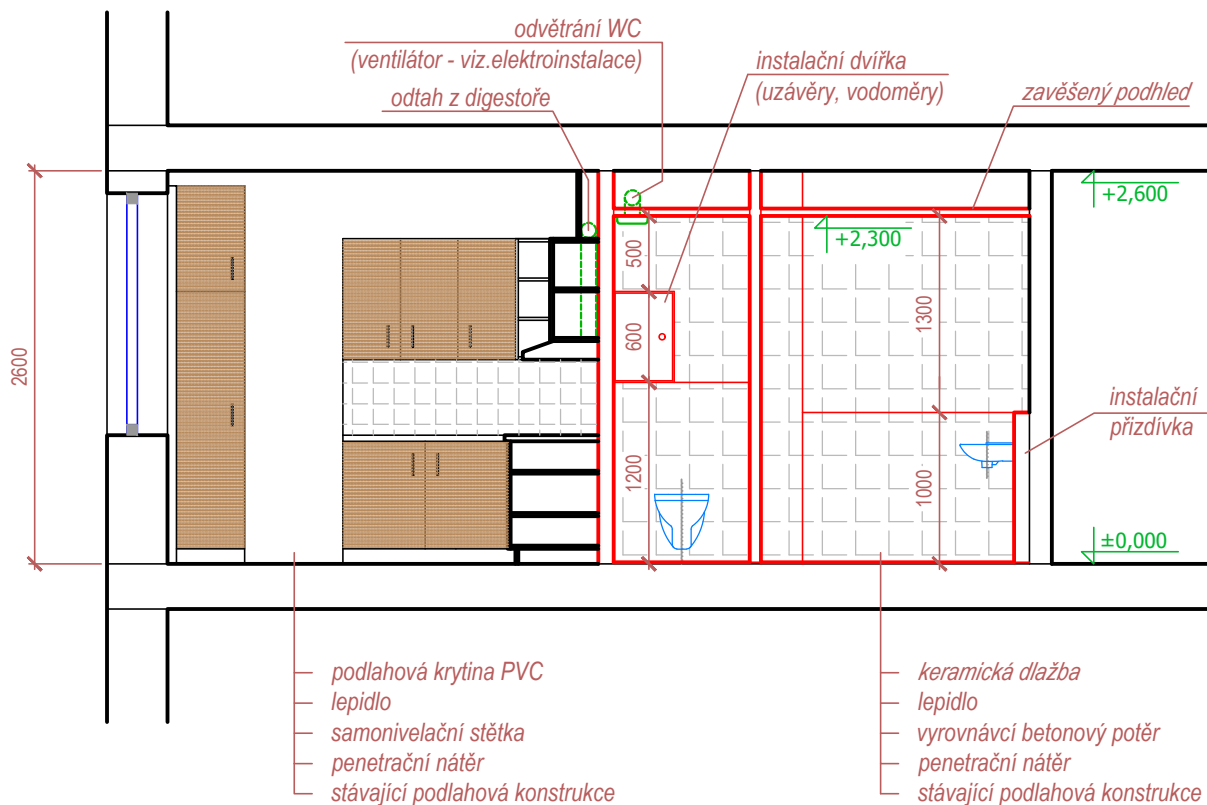 odvětrání WC
(ventilátor - viz.elektroinstalace)
odtah z digestoře
instalační dvířka
(uzávěry, vodoměry)
zavěšený podhled
+2,600
+2,300
500
600
1200
1300
1000
2600
instalační
přizdívka
±0,000
podlahová krytina PVC
lepidlo
samonivelační stětka
penetrační nátěr
stávající podlahová konstrukce
keramická dlažba
lepidlo
vyrovnávcí betonový potěr
penetrační nátěr
stávající podlahová konstrukce